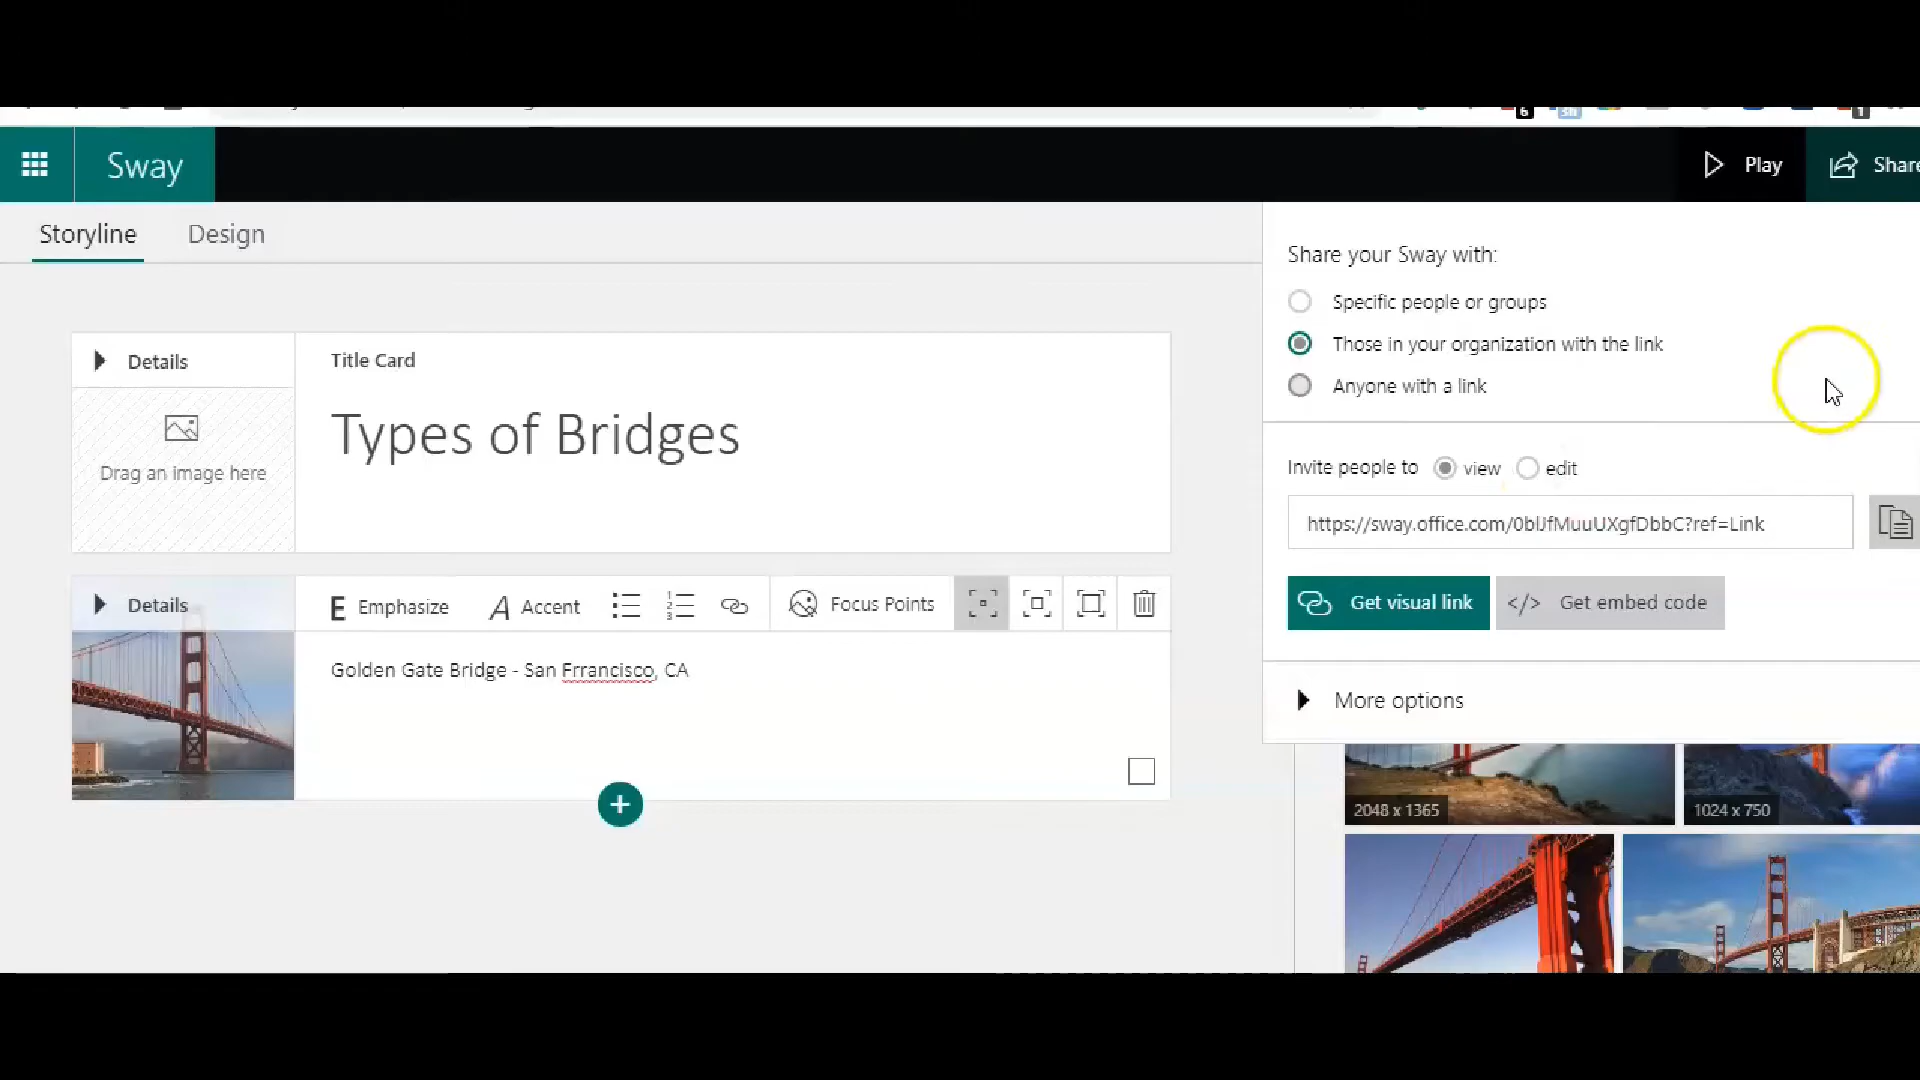 6
1
Sway
Play
Share
Storyline
Design
Share your Sway with:
Specific people or groups
Those in your organization with the link
Anyone with a link
Details
Title Card
Types of Bridges
Drag an image here
Invite people to view edit
https://sway.office.com/0blJfMuuUXgfDbbC?ref=Link
Get visual link
</> Get embed code
Details
E Emphasize
A Accent
Focus Points
Golden Gate Bridge - San Frrancisco, CA
More options
2048 x 1365
1024 x 750